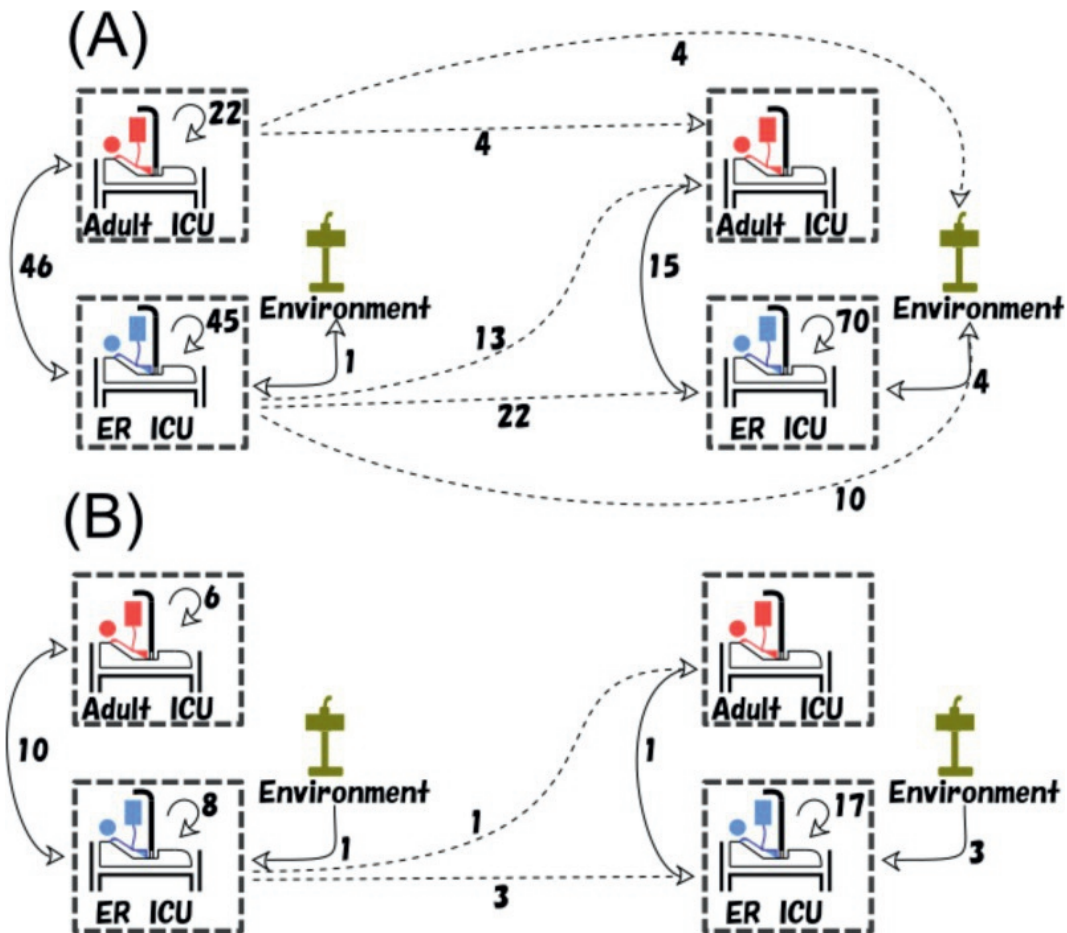 (A)
4
22
4
Adult ICU
Adult ICU
46
15
Environment
Environment
45
13
70
1
4
22
ER ICU
ER ICU
10
(B)
6
Adult ICU
Adult ICU
10
1
Environment
Environment
8
1
17
1
3
3
ER ICU
ER ICU